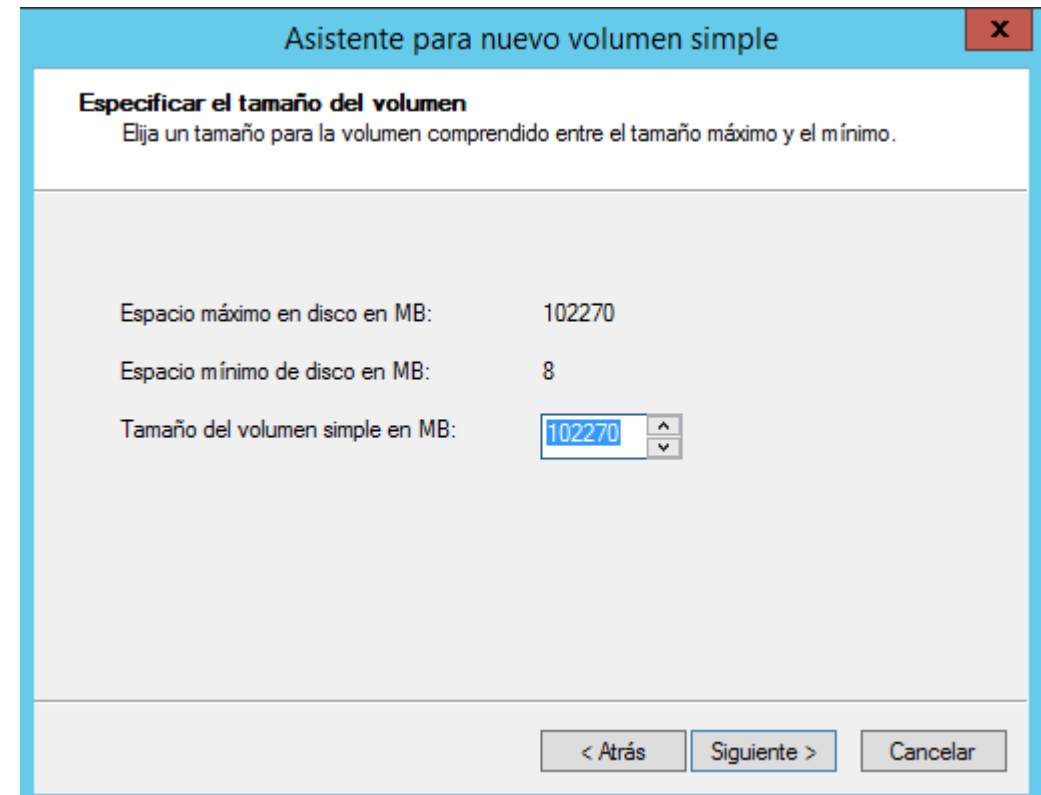 Asistente para nuevo volumen simple
x
Especificar el tamaño del volumen
Elija un tamaño para la volumen comprendido entre el tamaño máximo y el mínimo.
Espacio máximo en disco en MB: 102270
Espacio mínimo de disco en MB: 8
Tamaño del volumen simple en MB: 102270
< Atrás Siguiente > Cancelar